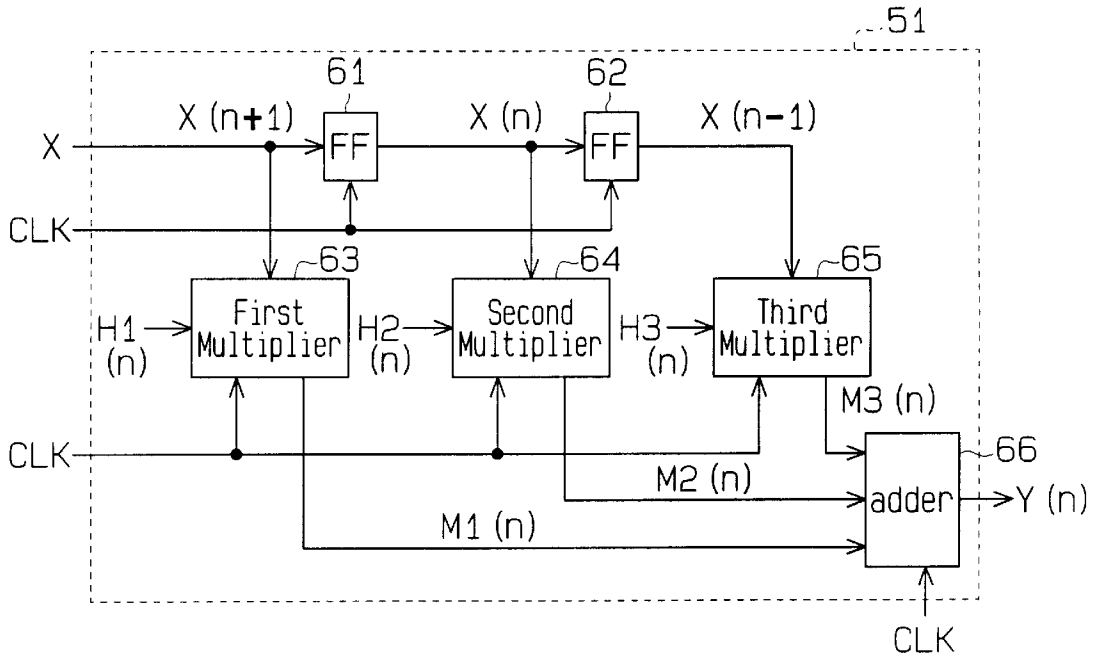 51
61
62
X (n+1)
X (n)
X (n-1)
X
FF
FF
CLK
63
64
65
First
Multiplier
Second
Multiplier
Third
Multiplier
H1
(n)
H2
(n)
H3
(n)
M3 (n)
CLK
66
M2 (n)
adder
Y (n)
M1 (n)
CLK